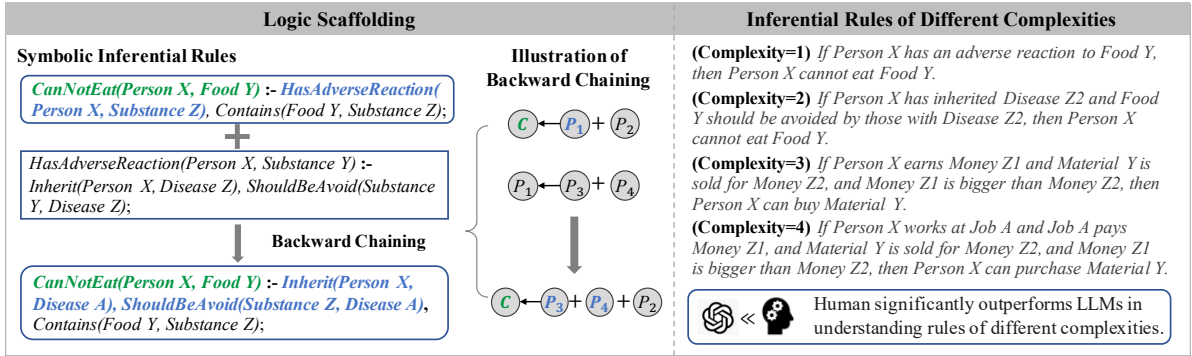 Logic Scaffolding
Symbolic Inferential Rules
CanNotEat(Person X, Food Y) :- HasAdverseReaction(
Person X, Substance Z), Contains(Food Y, Substance Z);
HasAdverseReaction(Person X, Substance Y) :-
Inherit(Person X, Disease Z), ShouldBeAvoid(Substance
Y, Disease Z);
Backward Chaining
CanNotEat(Person X, Food Y) :- Inherit(Person X,
Disease A), ShouldBeAvoid(Substance Z, Disease A),
Contains(Food Y, Substance Z);
Illustration of
Backward Chaining
C P1 + P2
P1 P3 + P4
C P3 + P4 + P2
Inferential Rules of Different Complexities
(Complexity=1) If Person X has an adverse reaction to Food Y,
then Person X cannot eat Food Y.
(Complexity=2) If Person X has inherited Disease Z2 and Food
Y should be avoided by those with Disease Z2, then Person X
cannot eat Food Y.
(Complexity=3) If Person X earns Money Z1 and Material Y is
sold for Money Z2, and Money Z1 is bigger than Money Z2, then
Person X can buy Material Y.
(Complexity=4) If Person X works at Job A and Job A pays
Money Z1, and Material Y is sold for Money Z2, and Money Z1
is bigger than Money Z2, then Person X can purchase Material Y.
≪ Human significantly outperforms LLMs in
understanding rules of different complexities.